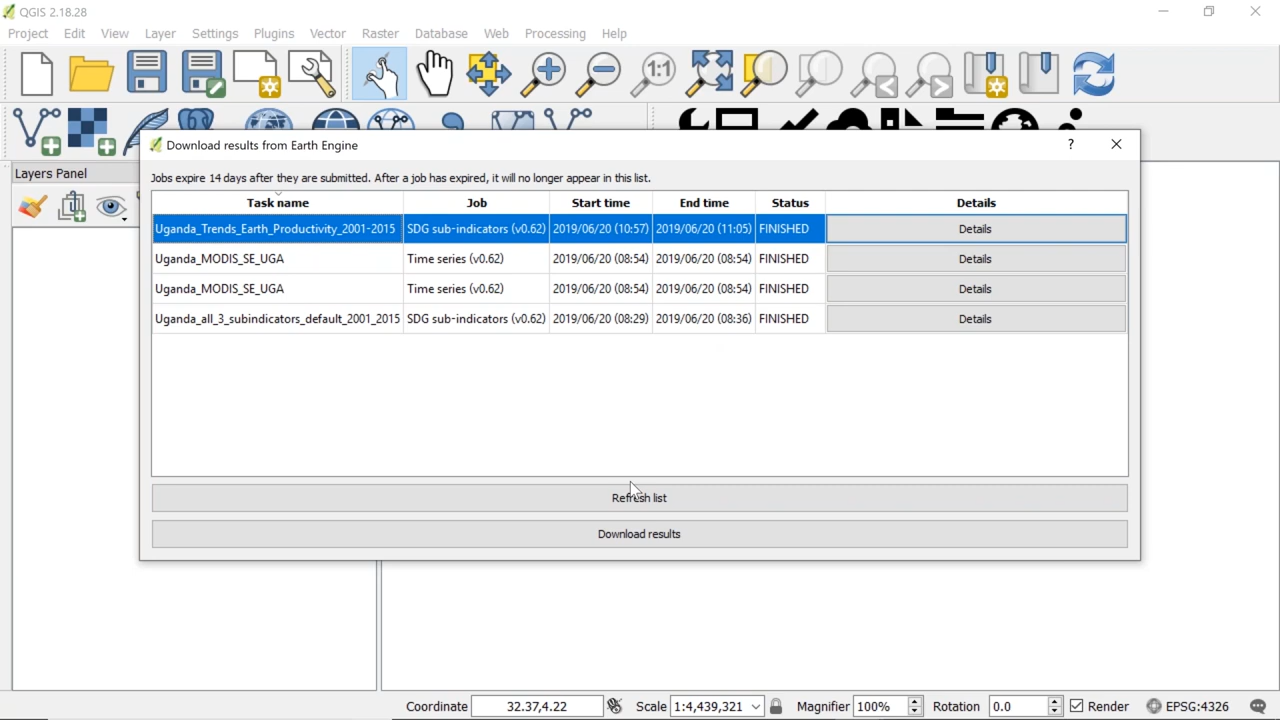 QGIS 2.18.28
Project Edit View Layer Settings Plugins Vector Raster Database Web Processing Help
1:1
Layers Panel
Download results from Earth Engine ?
Jobs expire 14 days after they are submitted. After a job has expired, it will no longer appear in this list.
Task name Job Start time End time Status Details
Uganda_Trends_Earth_Productivity_2001-2015 SDG sub-indicators (v0.62) 2019/06/20 (10:57) 2019/06/20 (11:05) FINISHED Details
Uganda_MODIS_SE_UGA Time series (v0.62) 2019/06/20 (08:54) 2019/06/20 (08:54) FINISHED Details
Uganda_MODIS_SE_UGA Time series (v0.62) 2019/06/20 (08:54) 2019/06/20 (08:54) FINISHED Details
Uganda_all_3_subindicators_default_2001_2015 SDG sub-indicators (v0.62) 2019/06/20 (08:29) 2019/06/20 (08:36) FINISHED Details
Refresh list
Download results
Coordinate 32.37,4.22 Scale 1:4,439,321 Magnifier 100% Rotation 0.0 Render EPSG:4326